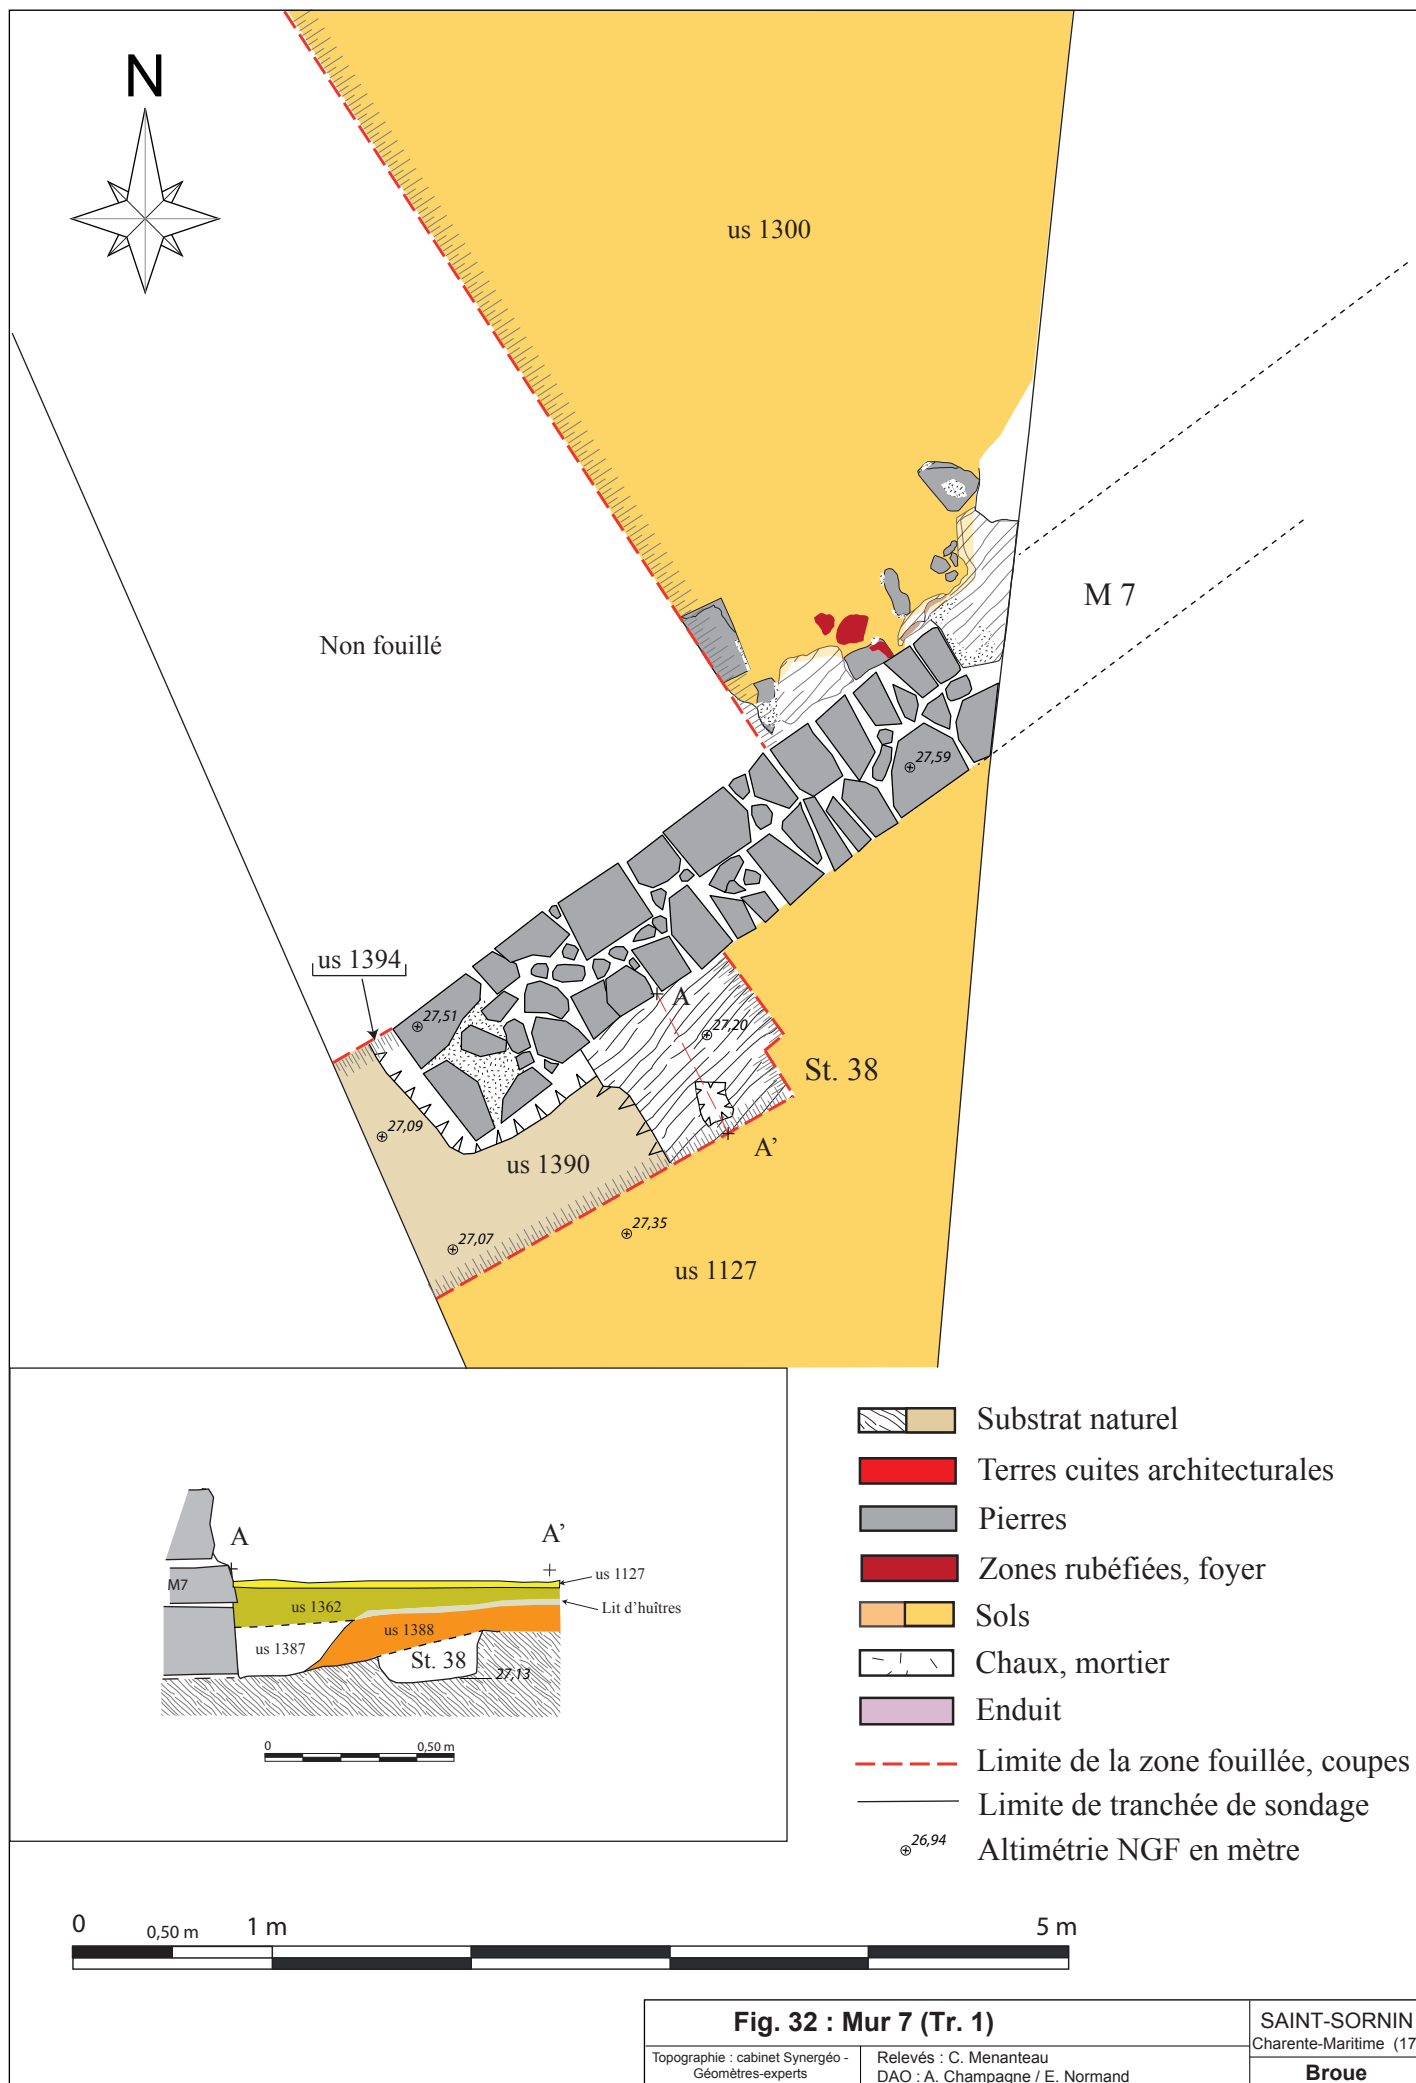 N
us 1300
M 7
Non fouillé
27,59
us 1394
A
27,51
27,20
St. 38
27,09
A’
us 1390
27,35
27,07
us 1127
A
A’
us 1127
M7
us 1362
Lit d’huîtres
us 1388
us 1387
St. 38
27,13
0
0,50 m
Substrat naturel
Terres cuites architecturales
Pierres
Zones rubéfiées, foyer
Sols
Chaux, mortier
Enduit
Limite de la zone fouillée, coupes
Limite de tranchée de sondage
26,94
Altimétrie NGF en mètre
0
0,50 m
1 m
5 m
Fig. 32 : Mur 7 (Tr. 1)
Topographie : cabinet Synergéo -
Géomètres-experts
Relevés : C. Menanteau
DAO : A. Champagne / E. Normand
SAINT-SORNIN
Charente-Maritime (17
Broue